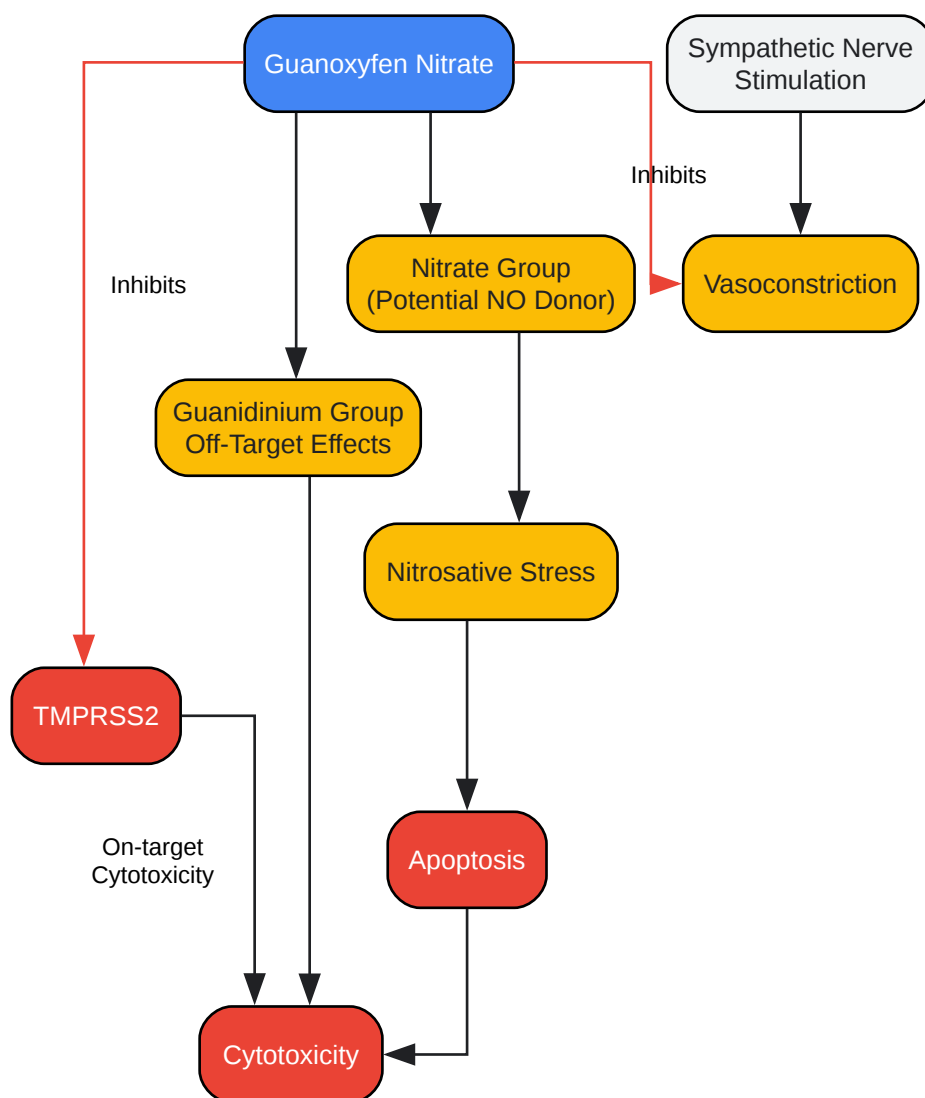 Guanoxyfen Nitrate
Sympathetic Nerve
Stimulation
Inhibits
Inhibits
Nitrate Group
(Potential NO Donor)
Vasoconstriction
Guanidinium Group
Off-Target Effects
Nitrosative Stress
TMPRSS2
On-target
Cytotoxicity
Apoptosis
Cytotoxicity